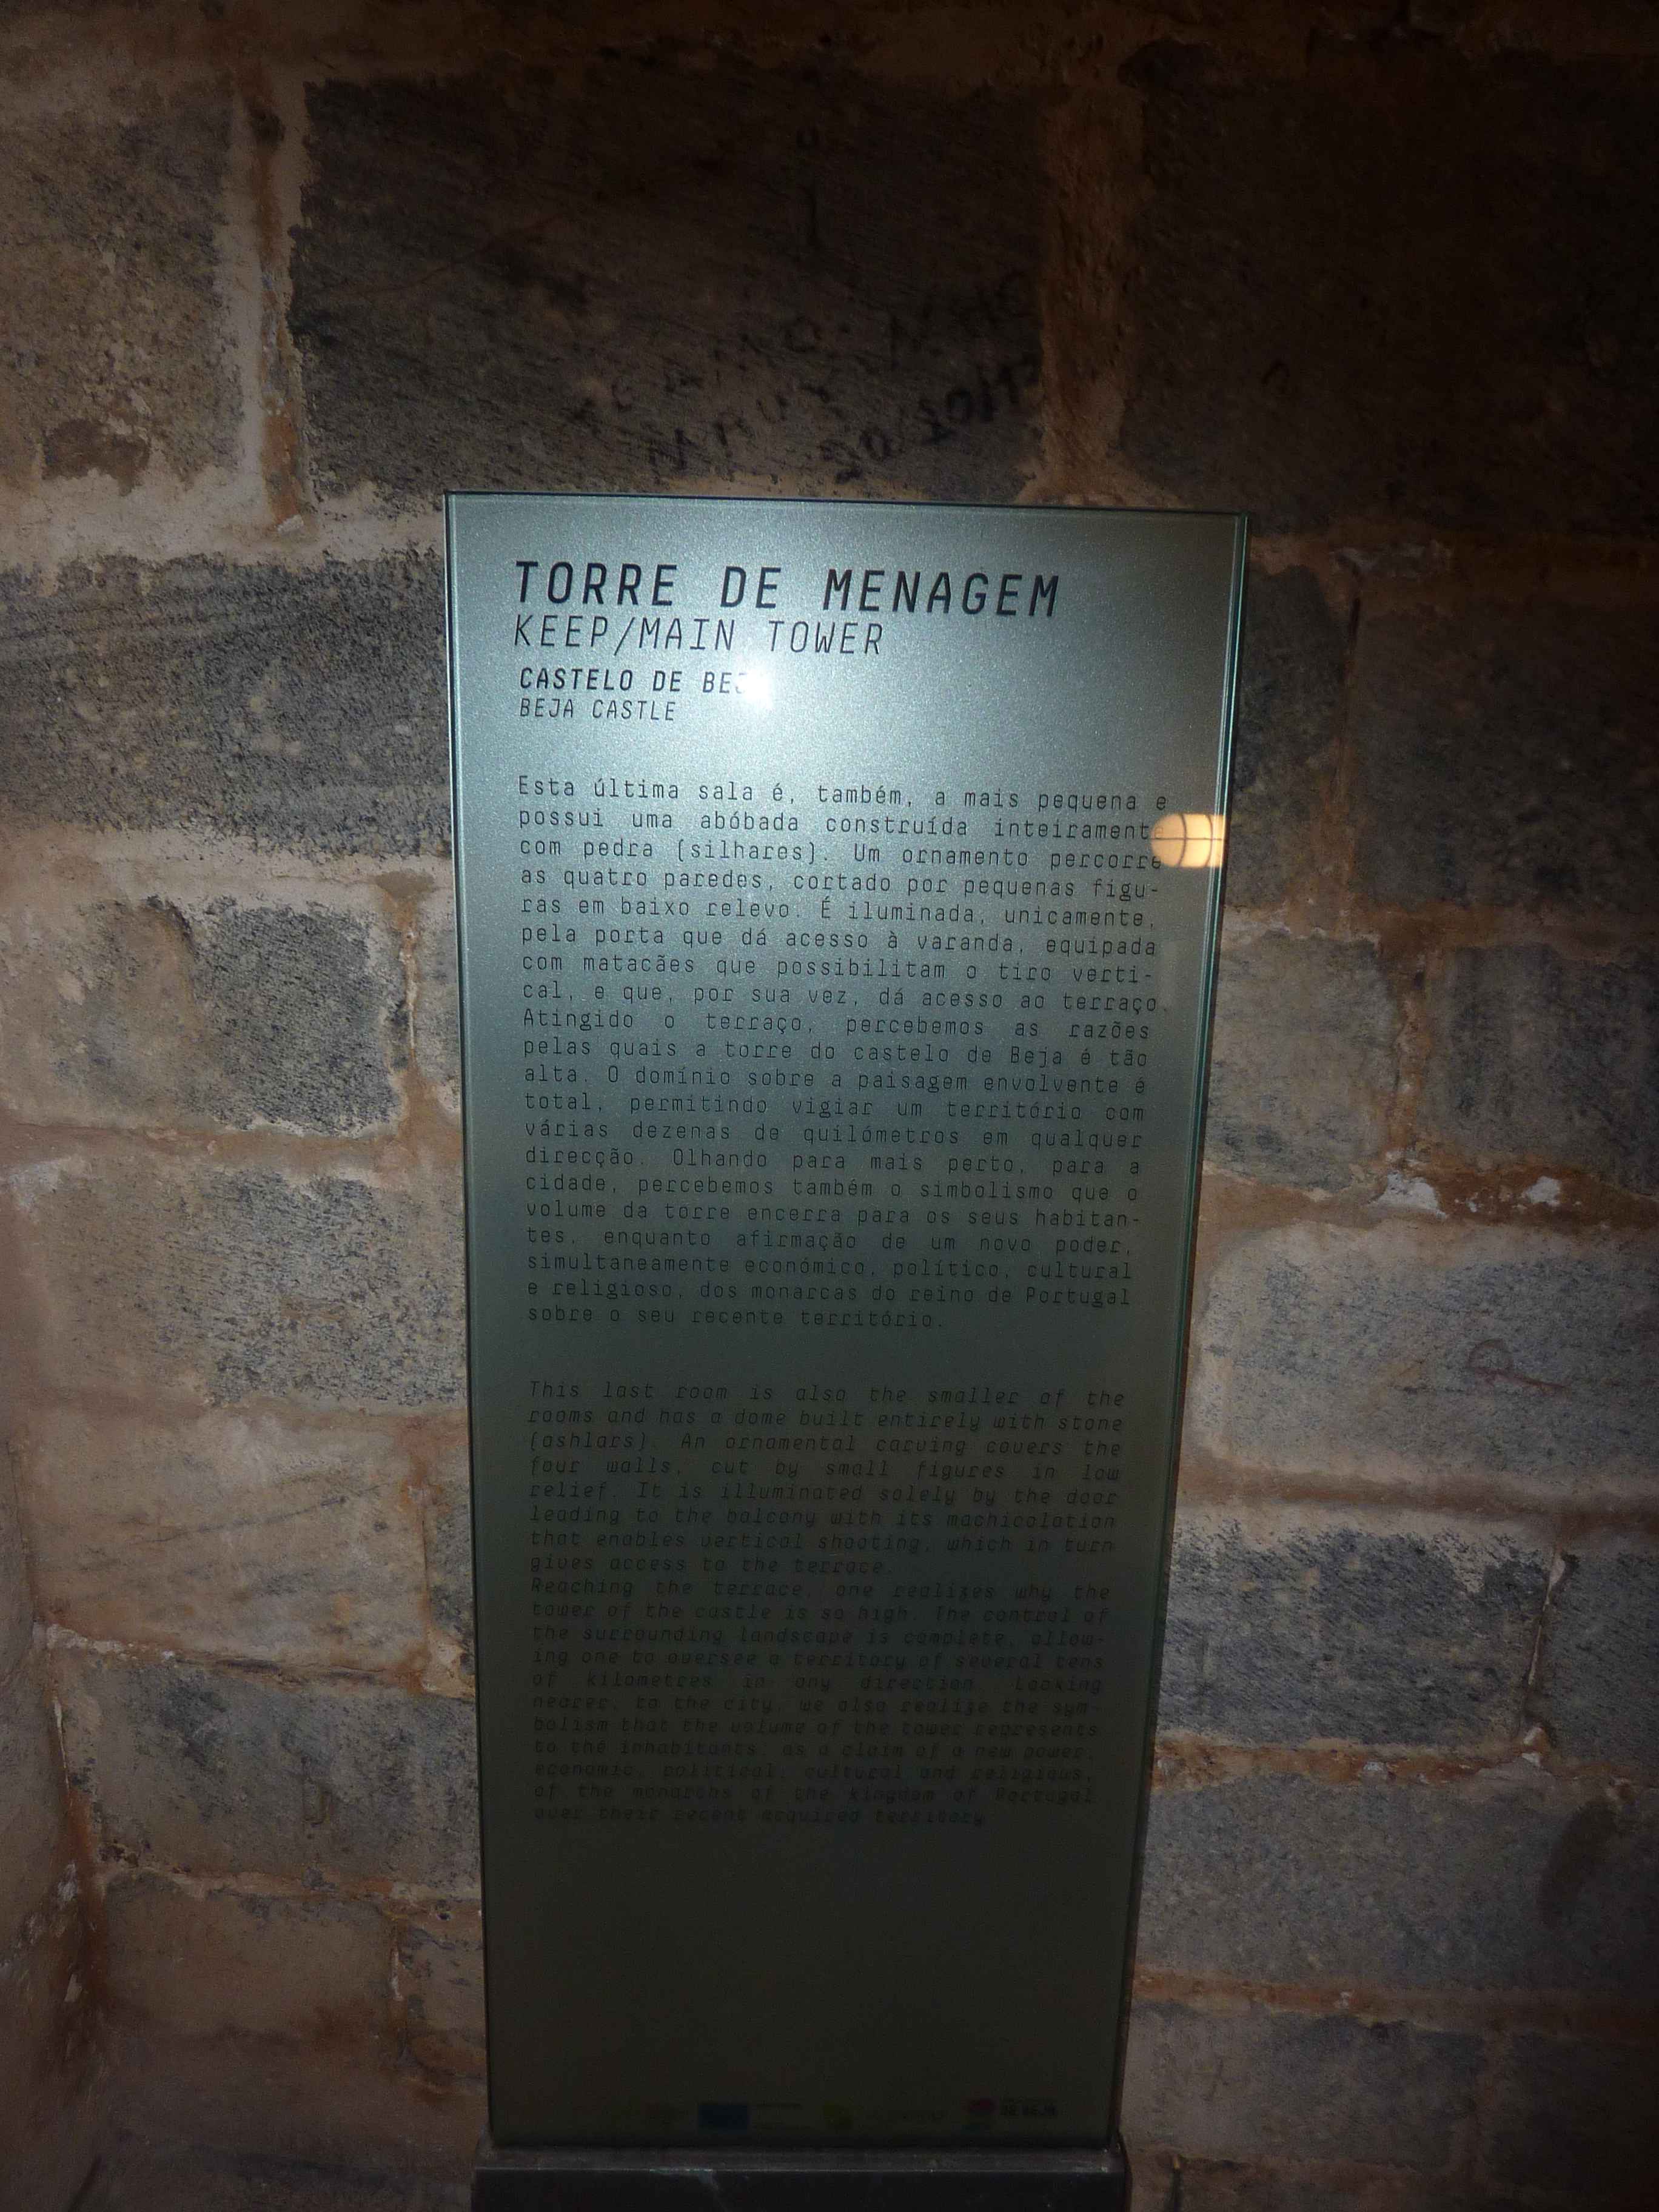 TORRE DE MENAGEM
KEEP/MAIN TOWER
CASTELO DE BEJ
BEJA CASTLE
Esta última sala é, também, a mais pequena e
possui uma abóbada construída inteiramente
com pedra (silhares). Um ornamento percorre
as quatro paredes, cortado por pequenas figu-
ras em baixo relevo. É iluminada, unicamente,
pela porta que dá acesso à varanda, equipada
com matacães que possibilitam o tiro verti-
cal, e que, por sua vez, dá acesso ao terraço.
Atingido o terraço, percebemos as razões
pelas quais a torre do castelo de Beja é tão
alta. O domínio sobre a paisagem envolvente é
total, permitindo vigiar um território com
várias dezenas de quilómetros em qualquer
direcção. Olhando para mais perto, para a
cidade, percebemos também o simbolismo que o
volume da torre encerra para os seus habitan-
tes, enquanto afirmação de um novo poder,
simultaneamente económico, político, cultural
e religioso, dos monarcas do reino de Portugal
sobre o seu recente território.
This last room is also the smaller of the
rooms and has a dome built entirely with stone
(ashlars). An ornamental carving covers the
four walls, cut by small figures in low
relief. It is illuminated solely by the door
leading to the balcony with its machicolation
that enables vertical shooting, which in turn
gives access to the terrace.
Reaching the terrace, one realizes why the
tower of the castle is so high. The control of
the surrounding landscape is complete, allow-
ing one to oversee a territory of several tens
of kilometres in any direction. Looking
nearer, to the city, we also realize the sym-
bolism that the volume of the tower represents
to the inhabitants, as a claim of a new power,
economic, political, cultural and religious,
of the monarchs of the kingdom of Portugal
over their recent acquired territory.